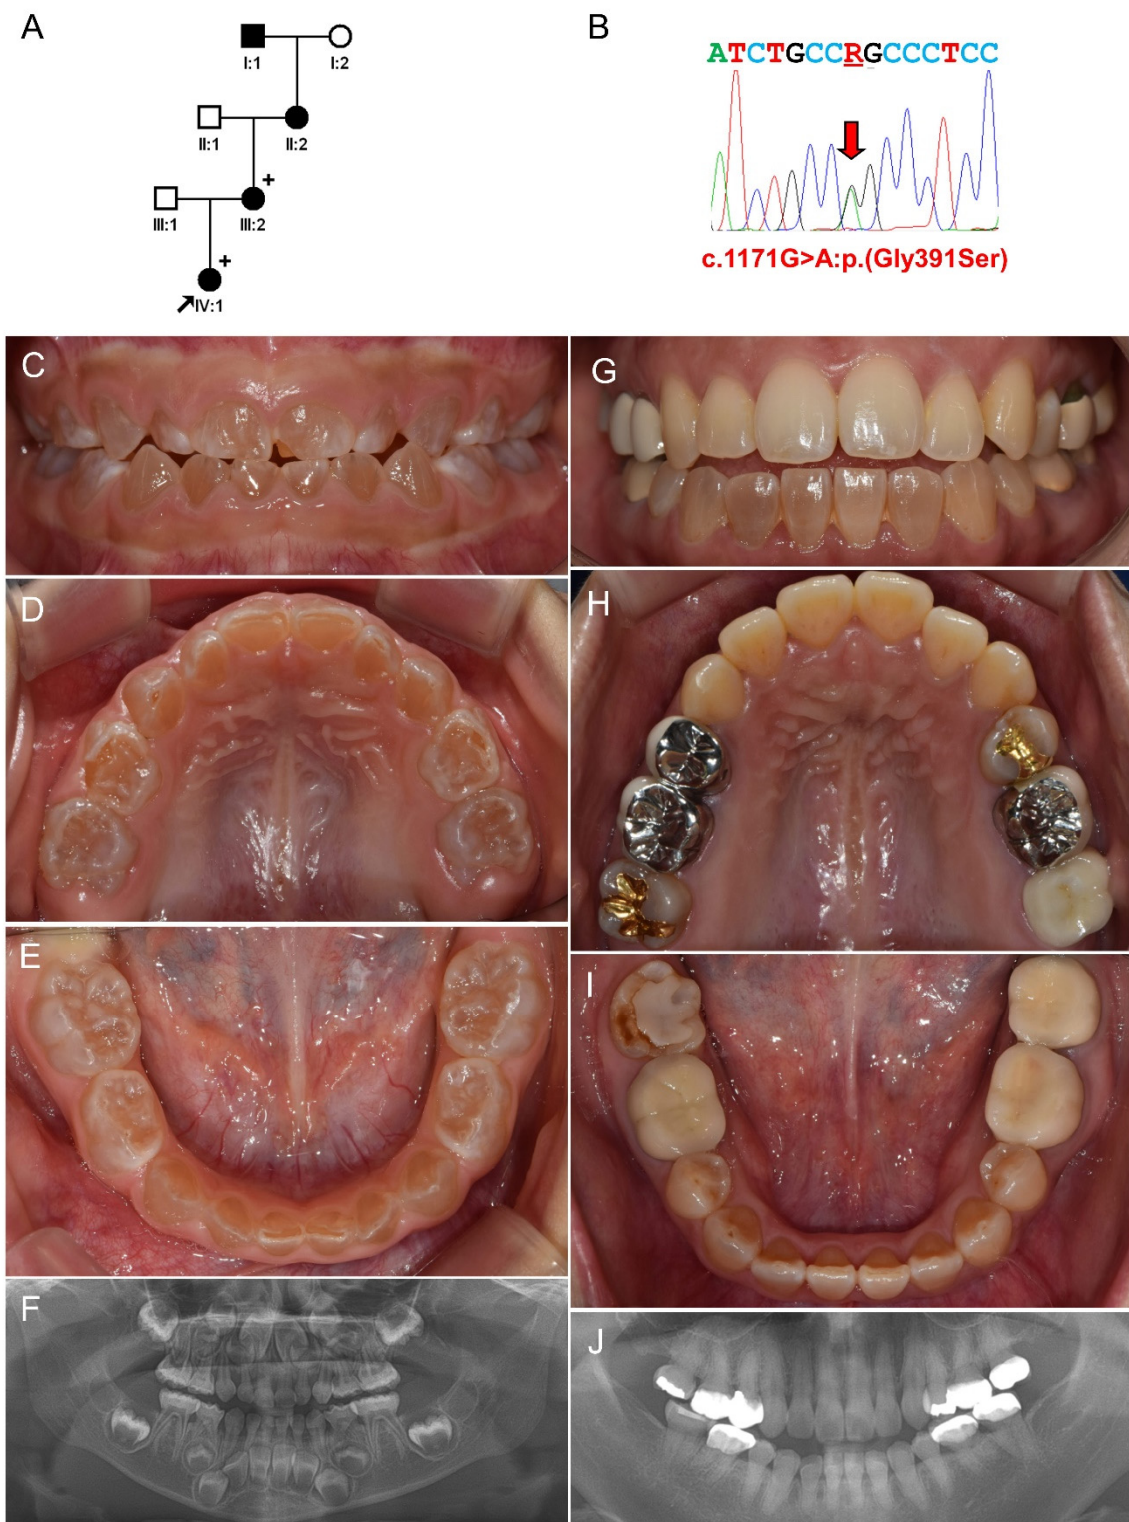 A
I:1 I:2
II:1 II:2
+
III:1 III:2
+
IV:1
B
ATCTGCCRGCCCTCC
c.1171G>A:p.(Gly391Ser)
C
G
D
H
E
I
F
J